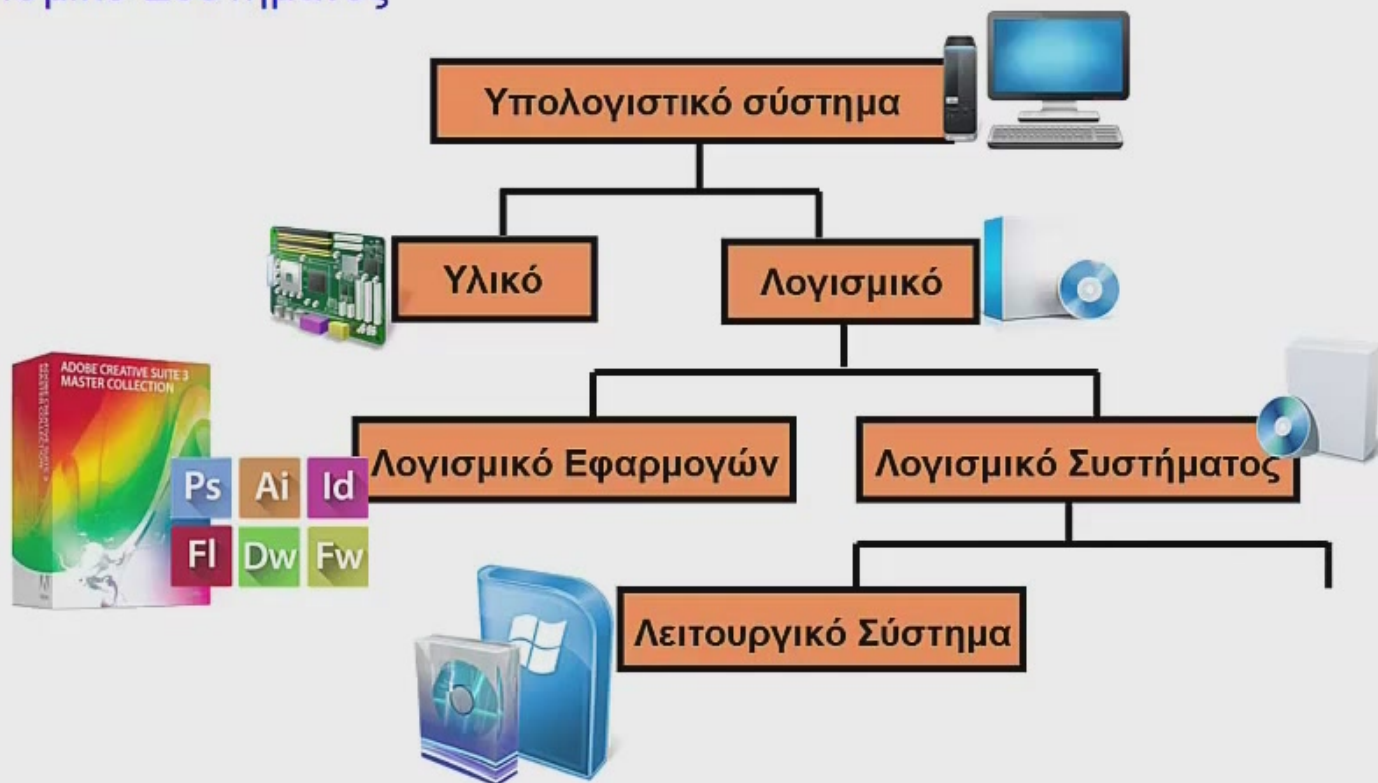 Υπολογιστικό σύστημα
Υλικό
Λογισμικό
ADOBE CREATIVE SUITE 3
MASTER COLLECTION
Λογισμικό Εφαρμογών
Λογισμικό Συστήματος
Ps Ai Id
Fl Dw Fw
Λειτουργικό Σύστημα